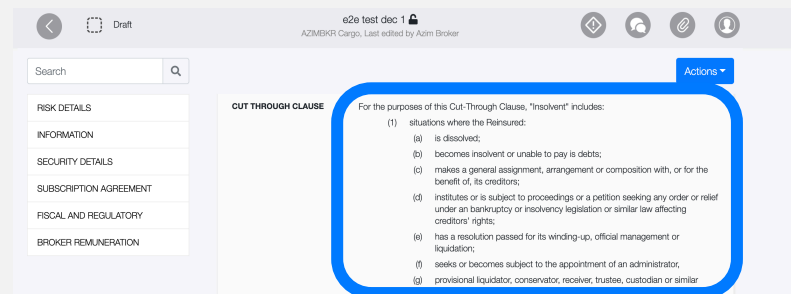 Draft
e2e test dec 1
AZIMBKR Cargo, Last edited by Azim Broker
Search
Actions
RISK DETAILS
INFORMATION
SECURITY DETAILS
SUBSCRIPTION AGREEMENT
FISCAL AND REGULATORY
BROKER REMUNERATION
CUT THROUGH CLAUSE
For the purposes of this Cut-Through Clause, "Insolvent" includes:
(1) situations where the Reinsured:
(a) is dissolved;
(b) becomes insolvent or unable to pay is debts;
(c) makes a general assignment, arrangement or composition with, or for the
benefit of, its creditors;
(d) institutes or is subject to proceedings or a petition seeking any order or relief
under an bankruptcy or insolvency legislation or similar law affecting
creditors' rights;
(e) has a resolution passed for its winding-up, official management or
liquidation;
(f) seeks or becomes subject to the appointment of an administrator,
(g) provisional liquidator, conservator, receiver, trustee, custodian or similar